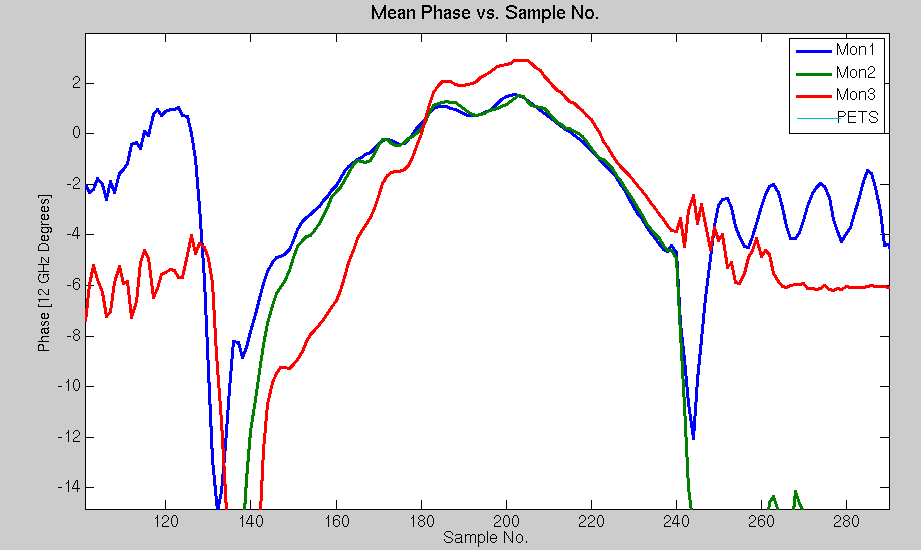 Mean Phase vs. Sample No.
Mon1
Mon2
Mon3
PETS
Phase [12 GHz Degrees]
2
0
-2
-4
-6
-8
-10
-12
-14
120 140 160 180 200 220 240 260 280
Sample No.